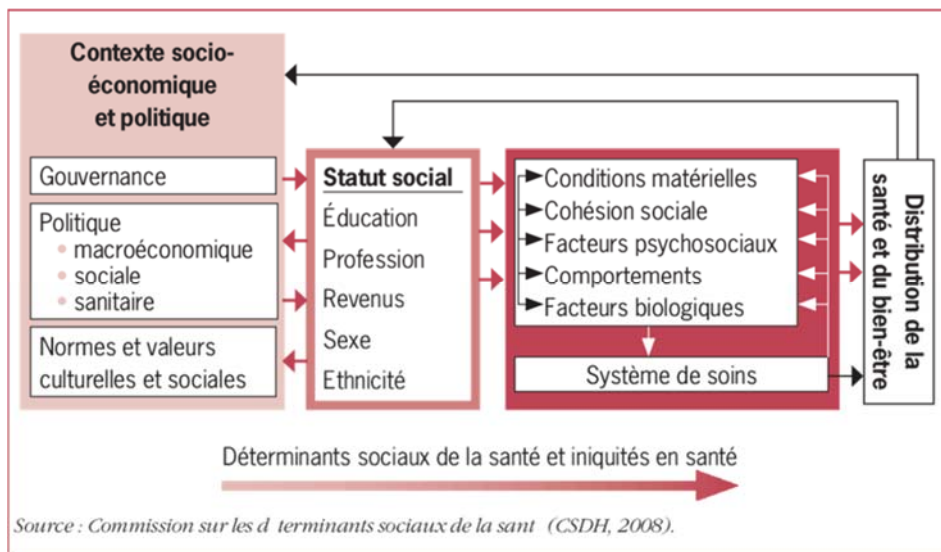 Contexte socio-
économique
et politique
Gouvernance
Politique
macroéconomique
sociale
sanitaire
Normes et valeurs
culturelles et sociales
Statut social
Éducation
Profession
Revenus
Sexe
Ethnicité
Conditions matérielles
Cohésion sociale
Facteurs psychosociaux
Comportements
Facteurs biologiques
Système de soins
Distribution de la
santé et du bien-être
Déterminants sociaux de la santé et iniquités en santé
Source : Commission sur les d terminants sociaux de la sant (CSDH, 2008).